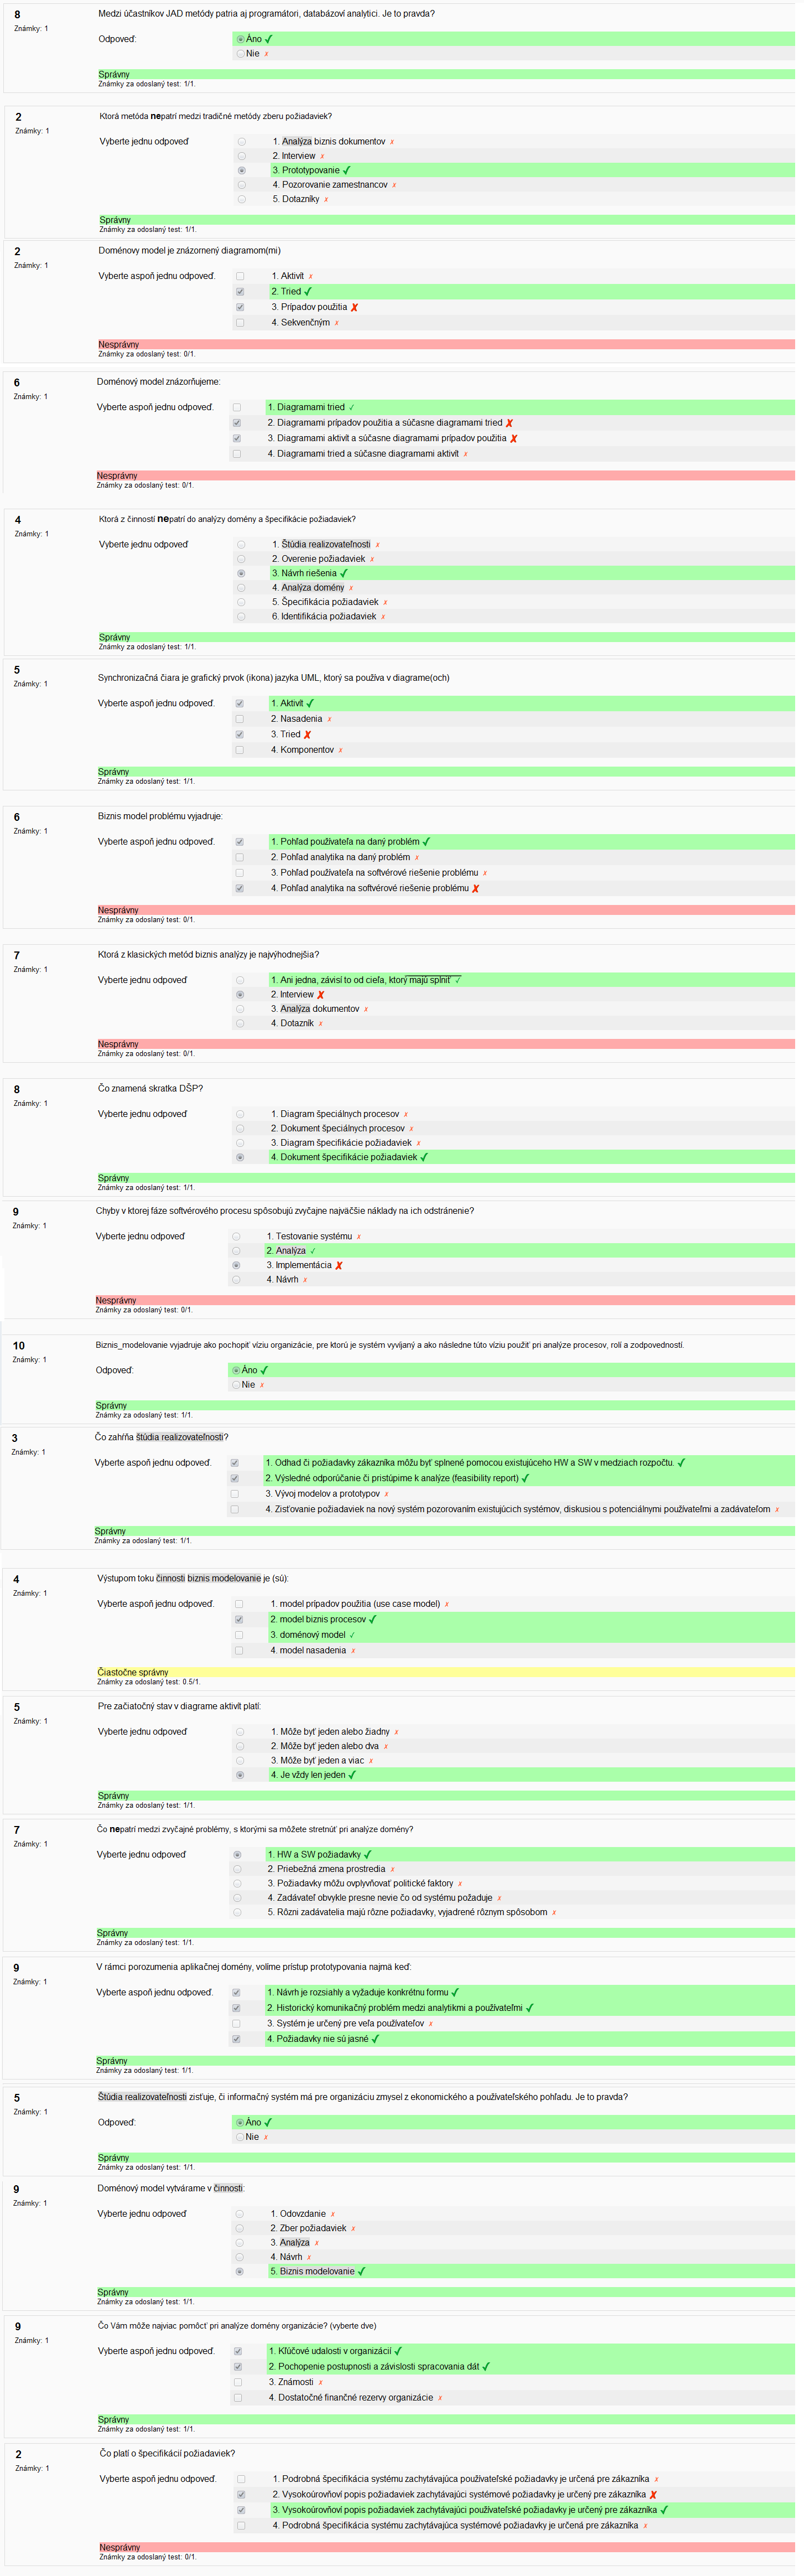 8
Medzi účastníkov JAD metódy patria aj programátori, databázoví analytici. Je to pravda?
Známky: 1
Odpoveď:
Áno
Nie
Správny
Známky za odoslaný test: 1/1.
2
Ktorá metóda nepatrí medzi tradičné metódy zberu požiadaviek?
Známky: 1
Vyberte jednu odpoveď
1. Analýza biznis dokumentov
2. Interview
3. Prototypovanie
4. Pozorovanie zamestnancov
5. Dotazníky
Správny
Známky za odoslaný test: 1/1.
2
Doménovy model je znázornený diagramom(mi)
Známky: 1
Vyberte aspoň jednu odpoveď.
1. Aktivít
2. Tried
3. Prípadov použitia
4. Sekvenčným
Nesprávny
Známky za odoslaný test: 0/1.
6
Doménový model znázorňujeme:
Známky: 1
Vyberte aspoň jednu odpoveď.
1. Diagramami tried
2. Diagramami prípadov použitia a súčasne diagramami tried
3. Diagramami aktivít a súčasne diagramami prípadov použitia
4. Diagramami tried a súčasne diagramami aktivít
Nesprávny
Známky za odoslaný test: 0/1.
4
Ktorá z činností nepatrí do analýzy domény a špecifikácie požiadaviek?
Známky: 1
Vyberte jednu odpoveď
1. Štúdia realizovateľnosti
2. Overenie požiadaviek
3. Návrh riešenia
4. Analýza domény
5. Špecifikácia požiadaviek
6. Identifikácia požiadaviek
Správny
Známky za odoslaný test: 1/1.
5
Synchronizačná čiara je grafický prvok (ikona) jazyka UML, ktorý sa používa v diagrame(och)
Známky: 1
Vyberte aspoň jednu odpoveď.
1. Aktivít
2. Nasadenia
3. Tried
4. Komponentov
Správny
Známky za odoslaný test: 1/1.
6
Biznis model problému vyjadruje:
Známky: 1
Vyberte aspoň jednu odpoveď.
1. Pohľad používateľa na daný problém
2. Pohľad analytika na daný problém
3. Pohľad používateľa na softvérové riešenie problému
4. Pohľad analytika na softvérové riešenie problému
Nesprávny
Známky za odoslaný test: 0/1.
7
Ktorá z klasických metód biznis analýzy je najvýhodnejšia?
Známky: 1
Vyberte jednu odpoveď
1. Ani jedna, závisí to od cieľa, ktorý majú splniť
2. Interview
3. Analýza dokumentov
4. Dotazník
Nesprávny
Známky za odoslaný test: 0/1.
8
Čo znamená skratka DŠP?
Známky: 1
Vyberte jednu odpoveď
1. Diagram špeciálnych procesov
2. Dokument špeciálnych procesov
3. Diagram špecifikácie požiadaviek
4. Dokument špecifikácie požiadaviek
Správny
Známky za odoslaný test: 1/1.
9
Chyby v ktorej fáze softvérového procesu spôsobujú zvyčajne najväčšie náklady na ich odstránenie?
Známky: 1
Vyberte jednu odpoveď
1. Testovanie systému
2. Analýza
3. Implementácia
4. Návrh
Nesprávny
Známky za odoslaný test: 0/1.
10
Biznis_modelovanie vyjadruje ako pochopiť víziu organizácie, pre ktorú je systém vyvíjaný a ako následne túto víziu použiť pri analýze procesov, rolí a zodpovedností.
Známky: 1
Odpoveď:
Áno
Nie
Správny
Známky za odoslaný test: 1/1.
3
Čo zahŕňa štúdia realizovateľnosti?
Známky: 1
Vyberte aspoň jednu odpoveď.
1. Odhad či požiadavky zákazníka môžu byť splnené pomocou existujúceho HW a SW v medziach rozpočtu.
2. Výsledné odporúčanie či pristúpime k analýze (feasibility report)
3. Vývoj modelov a prototypov
4. Zisťovanie požiadaviek na nový systém pozorovaním existujúcich systémov, diskusiou s potenciálnymi používateľmi a zadávateľom
Správny
Známky za odoslaný test: 1/1.
4
Výstupom toku činnosti biznis modelovanie je (sú):
Známky: 1
Vyberte aspoň jednu odpoveď.
1. model prípadov použitia (use case model)
2. model biznis procesov
3. doménový model
4. model nasadenia
Čiastočne správny
Známky za odoslaný test: 0.5/1.
5
Pre začiatočný stav v diagrame aktivít platí:
Známky: 1
Vyberte jednu odpoveď
1. Môže byť jeden alebo žiadny
2. Môže byť jeden alebo dva
3. Môže byť jeden a viac
4. Je vždy len jeden
Správny
Známky za odoslaný test: 1/1.
7
Čo nepatrí medzi zvyčajné problémy, s ktorými sa môžete stretnúť pri analýze domény?
Známky: 1
Vyberte jednu odpoveď
1. HW a SW požiadavky
2. Priebežná zmena prostredia
3. Požiadavky môžu ovplyvňovať politické faktory
4. Zadávateľ obvykle presne nevie čo od systému požaduje
5. Rôzni zadávatelia majú rôzne požiadavky, vyjadrené rôznym spôsobom
Správny
Známky za odoslaný test: 1/1.
9
V rámci porozumenia aplikačnej domény, volíme prístup prototypovania najmä keď:
Známky: 1
Vyberte aspoň jednu odpoveď.
1. Návrh je rozsiahly a vyžaduje konkrétnu formu
2. Historický komunikačný problém medzi analytikmi a používateľmi
3. Systém je určený pre veľa používateľov
4. Požiadavky nie sú jasné
Správny
Známky za odoslaný test: 1/1.
5
Štúdia realizovateľnosti zisťuje, či informačný systém má pre organizáciu zmysel z ekonomického a používateľského pohľadu. Je to pravda?
Známky: 1
Odpoveď:
Áno
Nie
Správny
Známky za odoslaný test: 1/1.
9
Doménový model vytvárame v činnosti:
Známky: 1
Vyberte jednu odpoveď
1. Odovzdanie
2. Zber požiadaviek
3. Analýza
4. Návrh
5. Biznis modelovanie
Správny
Známky za odoslaný test: 1/1.
9
Čo Vám môže najviac pomôcť pri analýze domény organizácie? (vyberte dve)
Známky: 1
Vyberte aspoň jednu odpoveď.
1. Kľúčové udalosti v organizácií
2. Pochopenie postupnosti a závislosti spracovania dát
3. Známosti
4. Dostatočné finančné rezervy organizácie
Správny
Známky za odoslaný test: 1/1.
2
Čo platí o špecifikácií požiadaviek?
Známky: 1
Vyberte aspoň jednu odpoveď.
1. Podrobná špecifikácia systému zachytávajúca používateľské požiadavky je určená pre zákazníka
2. Vysokoúrovňoví popis požiadaviek zachytávajúci systémové požiadavky je určený pre zákazníka
3. Vysokoúrovňoví popis požiadaviek zachytávajúci používateľské požiadavky je určený pre zákazníka
4. Podrobná špecifikácia systému zachytávajúca systémové požiadavky je určená pre zákazníka
Nesprávny
Známky za odoslaný test: 0/1.